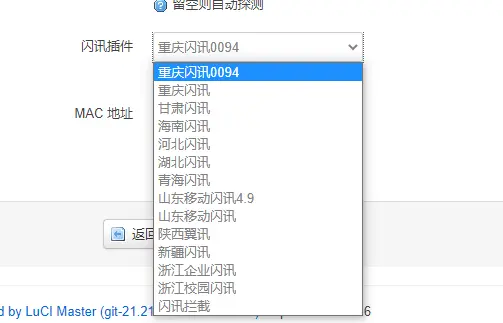 留空则自动探测
闪讯插件
重庆闪讯0094
重庆闪讯0094
重庆闪讯
甘肃闪讯
海南闪讯
河北闪讯
湖北闪讯
青海闪讯
山东移动闪讯4.9
山东移动闪讯
陕西翼讯
新疆闪讯
浙江企业闪讯
浙江校园闪讯
闪讯拦截
MAC 地址
返回
d by LuCI Master (git-21.21
6